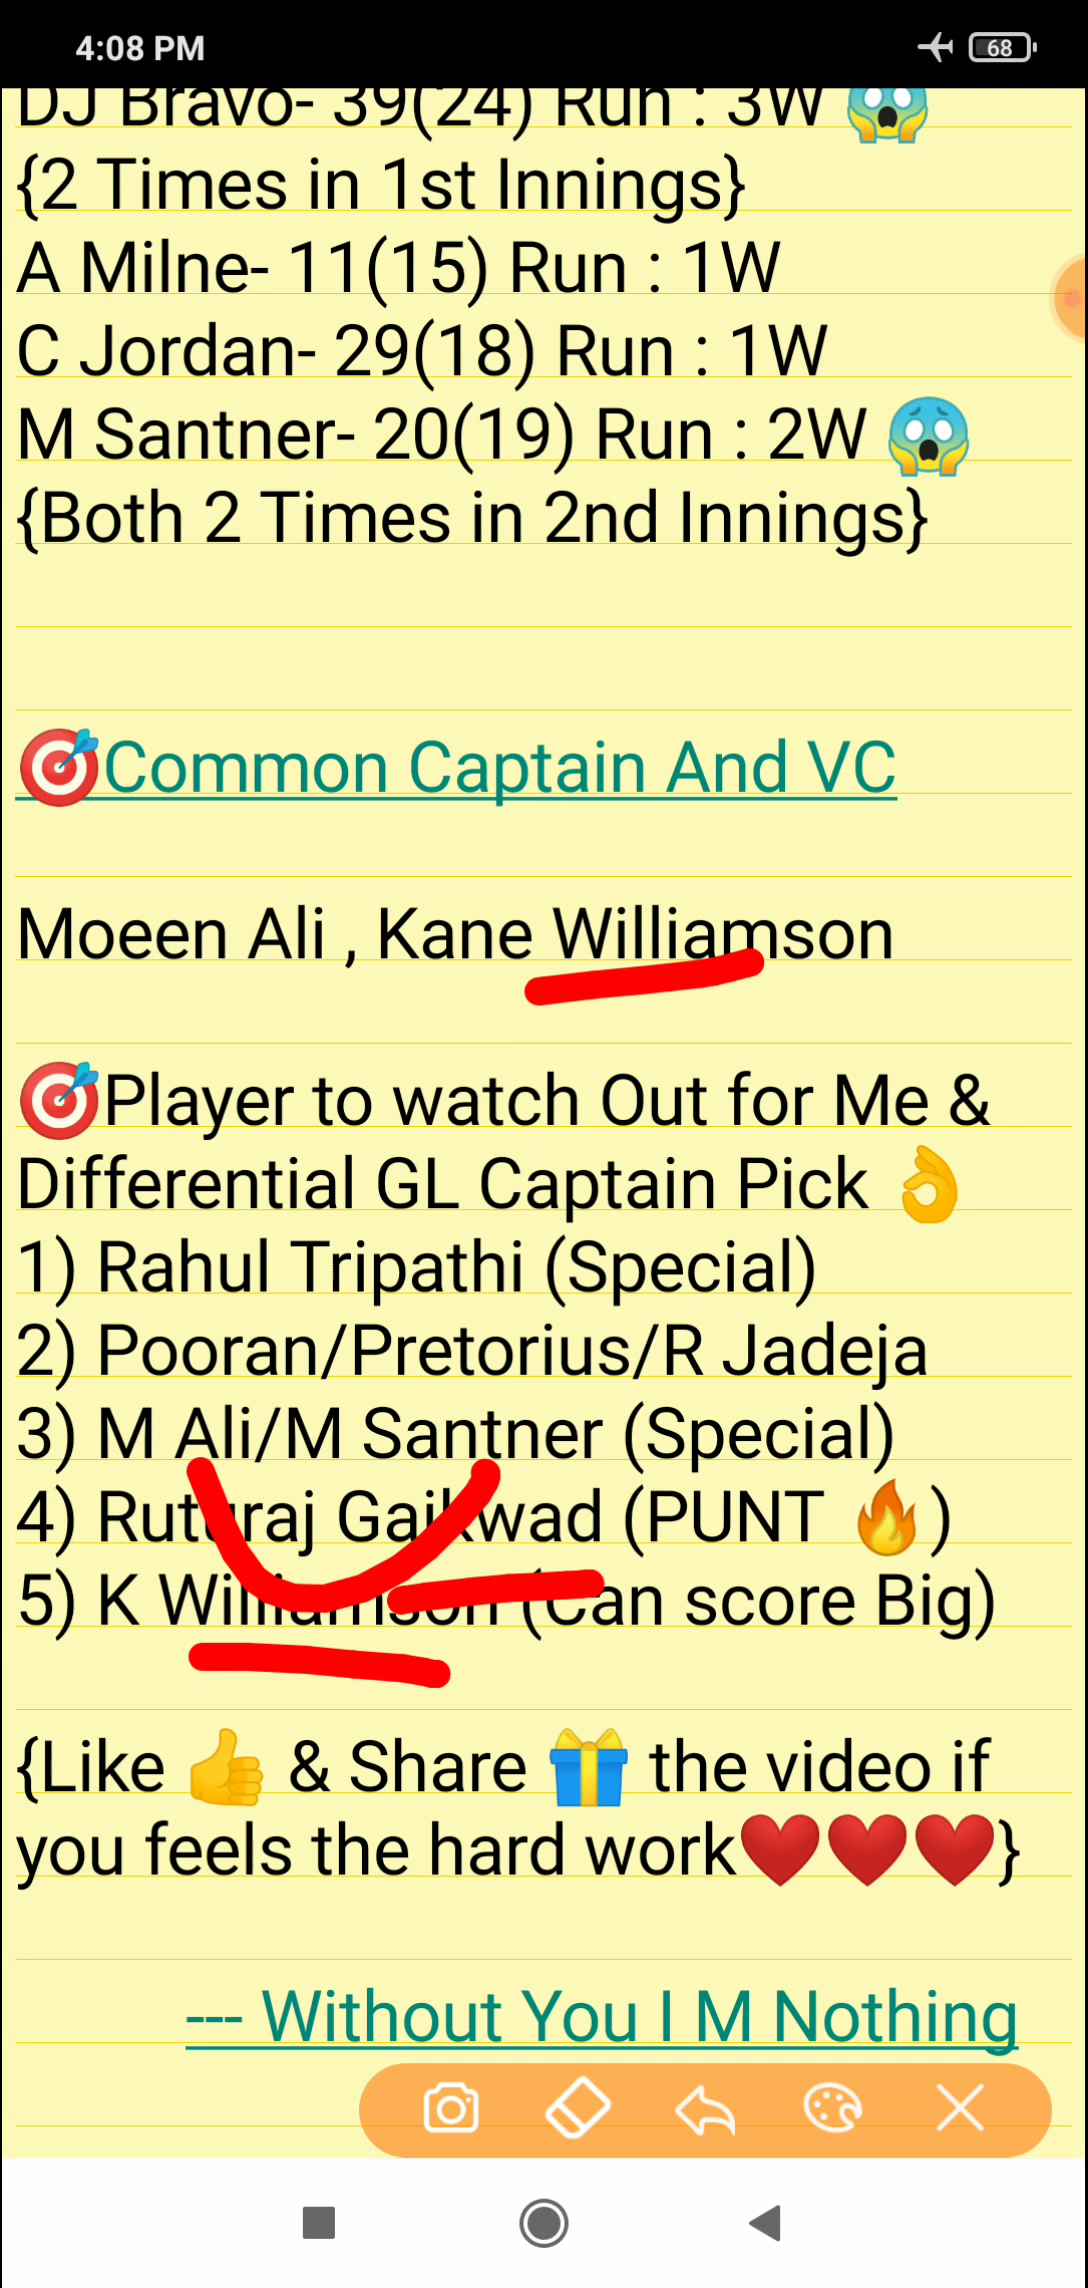 4:08 PM
68
DJ Bravo- 39(24) Run : 3W 😱
{2 Times in 1st Innings}
A Milne- 11(15) Run : 1W
C Jordan- 29(18) Run : 1W
M Santner- 20(19) Run : 2W 😱
{Both 2 Times in 2nd Innings}
🎯Common Captain And VC
Moeen Ali , Kane Williamson
🎯Player to watch Out for Me &
Differential GL Captain Pick 👌
1) Rahul Tripathi (Special)
2) Pooran/Pretorius/R Jadeja
3) M Ali/M Santner (Special)
4) Ruturaj Gaikwad (PUNT 🔥)
5) K Williamson (Can score Big)
{Like 👍 & Share 🎁 the video if
you feels the hard work❤️❤️❤️}
--- Without You I M Nothing